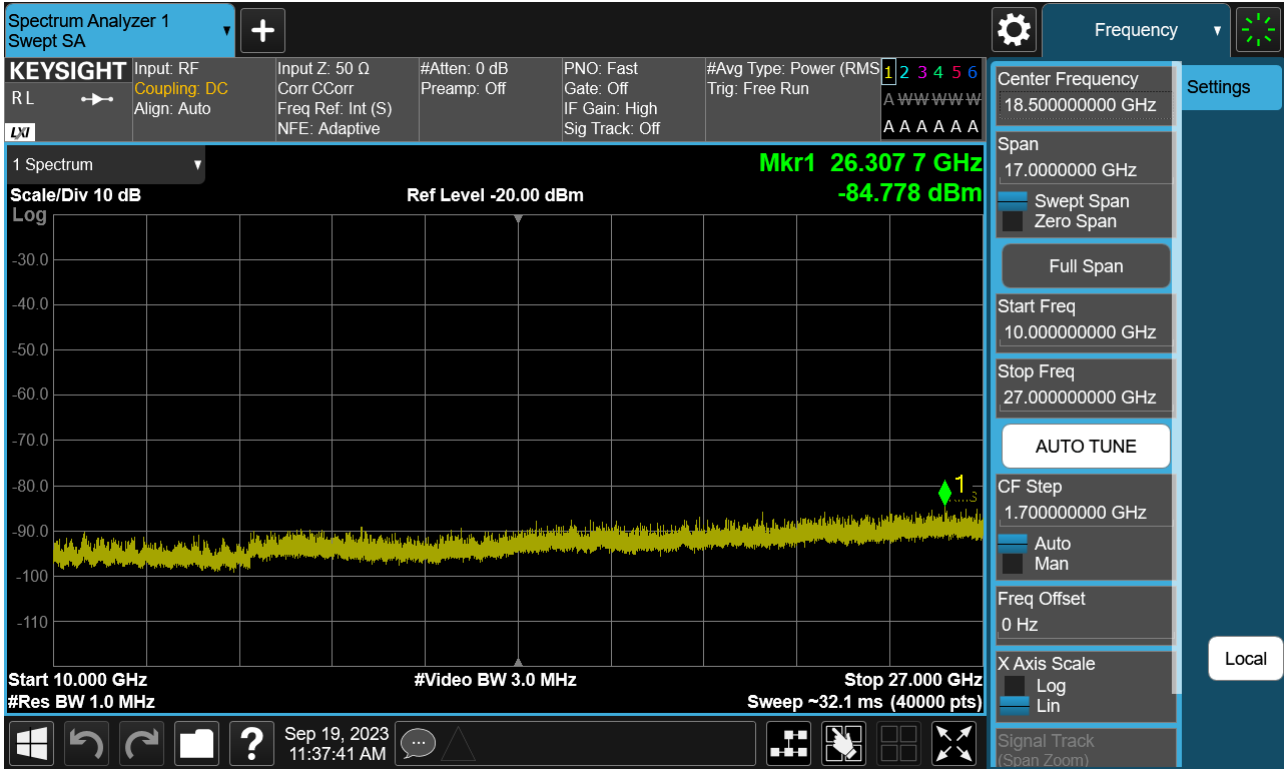 Spectrum Analyzer 1
Swept SA
Frequency
KEYSIGHT
R L
LXI
Input: RF
Coupling: DC
Align: Auto
Input Z: 50 Ω
Corr CCorr
Freq Ref: Int (S)
NFE: Adaptive
#Atten: 0 dB
Preamp: Off
PNO: Fast
Gate: Off
IF Gain: High
Sig Track: Off
#Avg Type: Power (RMS
Trig: Free Run
1 2 3 4 5 6
A W W W W W
A A A A A A
1 Spectrum
Mkr1 26.307 7 GHz
-84.778 dBm
Scale/Div 10 dB
Ref Level -20.00 dBm
Log
-30.0
-40.0
-50.0
-60.0
-70.0
-80.0
-90.0
-100
-110
1
Start 10.000 GHz
#Video BW 3.0 MHz
Stop 27.000 GHz
#Res BW 1.0 MHz
Sweep ~32.1 ms (40000 pts)
Center Frequency
18.500000000 GHz
Span
17.0000000 GHz
Swept Span
Zero Span
Full Span
Start Freq
10.000000000 GHz
Stop Freq
27.000000000 GHz
AUTO TUNE
CF Step
1.700000000 GHz
Auto
Man
Freq Offset
0 Hz
X Axis Scale
Log
Lin
Signal Track
(Span Zoom)
Settings
Local
?
Sep 19, 2023
11:37:41 AM